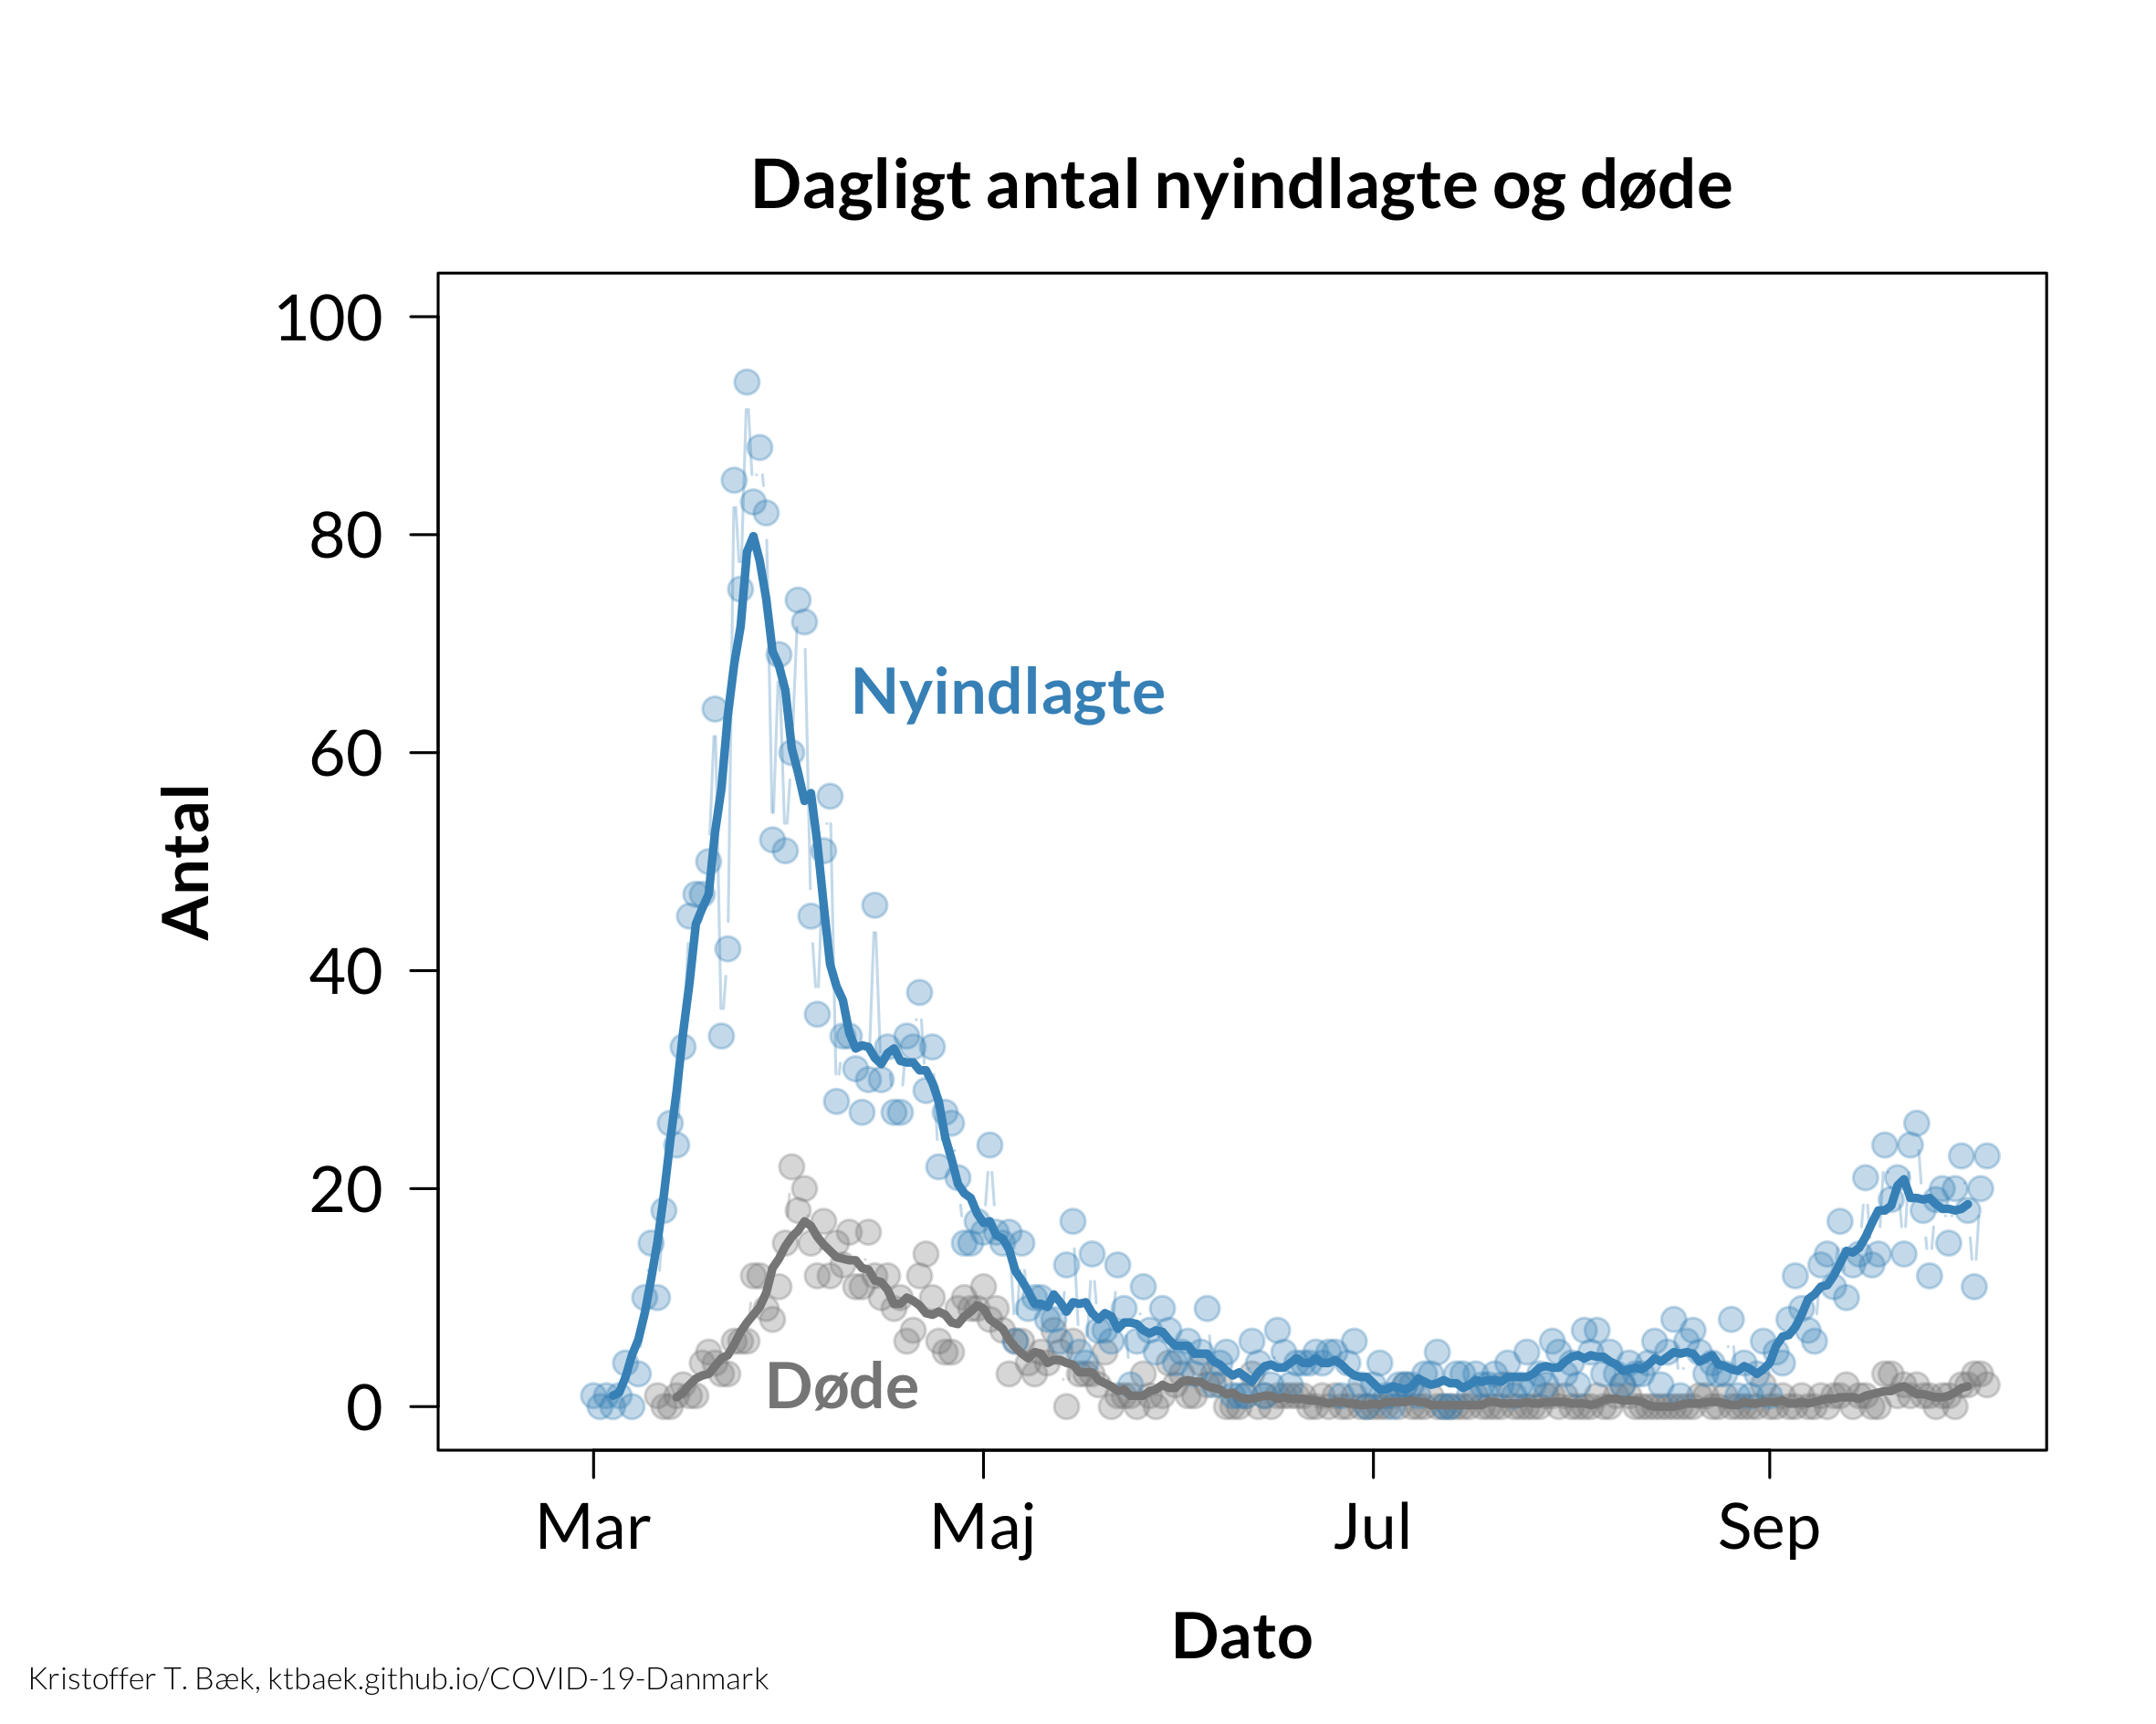 Dagligt antal nyindlagte og døde
Antal
100
80
60
40
20
0
Nyindlagte
Døde
Mar Maj Jul Sep
Dato
Kristoffer T. Bæk, ktbaek.github.io/COVID-19-Danmark